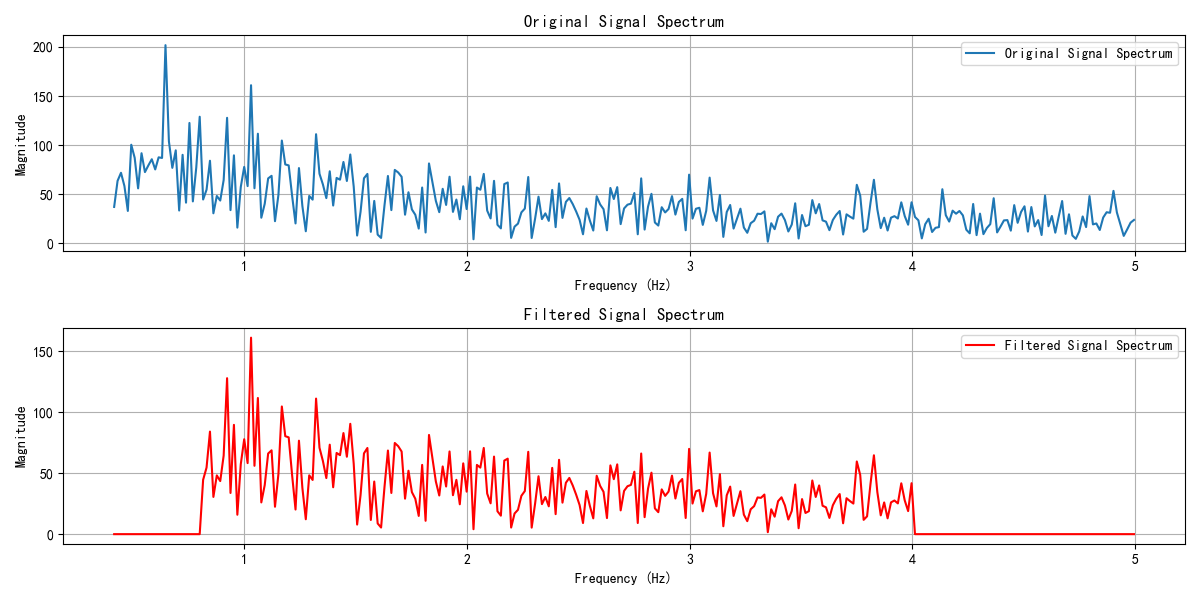 Original Signal Spectrum
200
150
100
50
0
Magnitude
Original Signal Spectrum
1 2 3 4 5
Frequency (Hz)
Filtered Signal Spectrum
150
100
50
0
Magnitude
Filtered Signal Spectrum
1 2 3 4 5
Frequency (Hz)